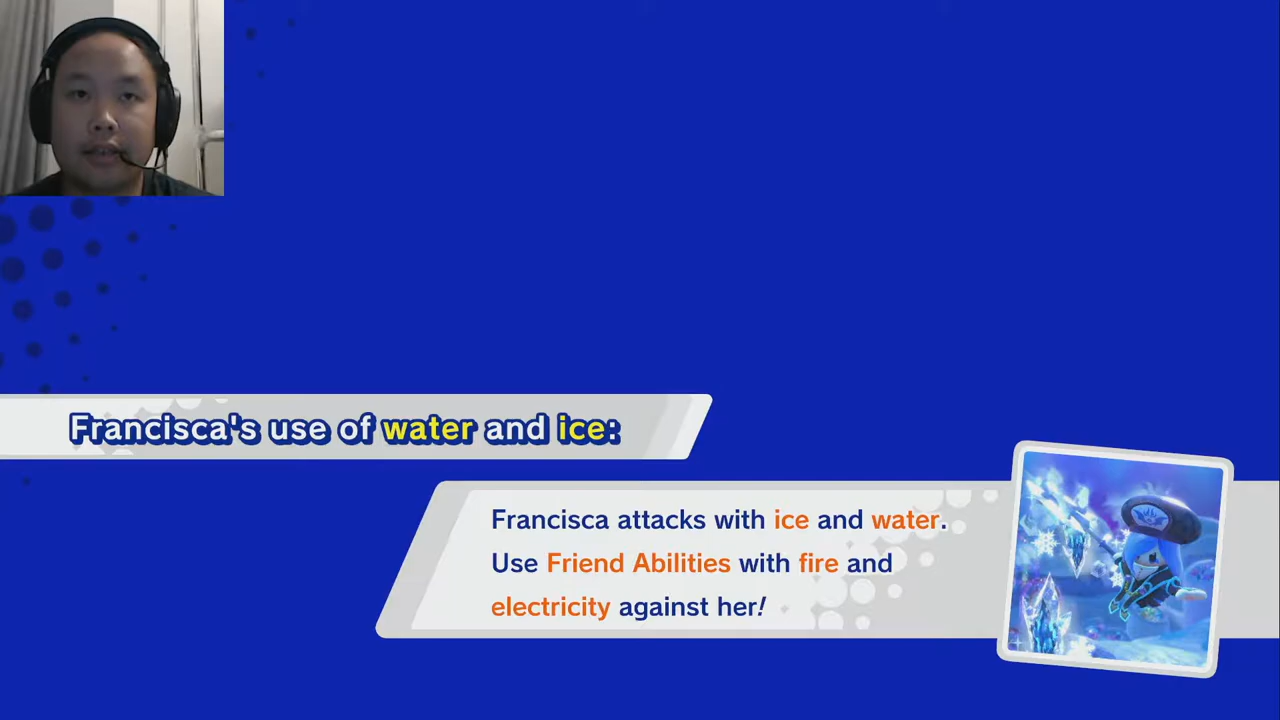 Francisca's use of water and ice:
Francisca attacks with ice and water.
Use Friend Abilities with fire and
electricity against her!